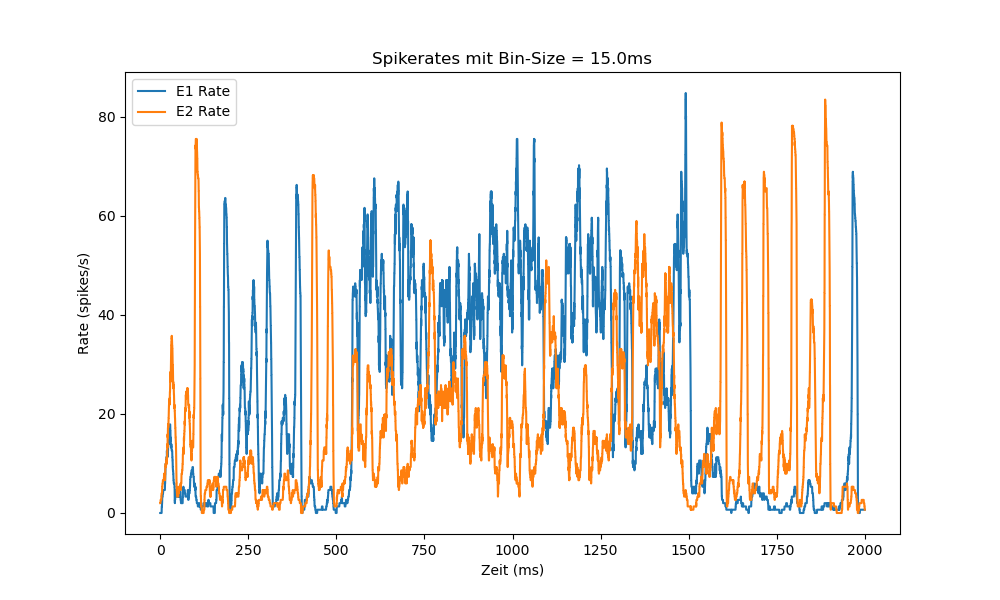 Spikerates mit Bin-Size = 15.0ms
E1 Rate
E2 Rate
Rate (spikes/s)
80
60
40
20
0
0 250 500 750 1000 1250 1500 1750 2000
Zeit (ms)